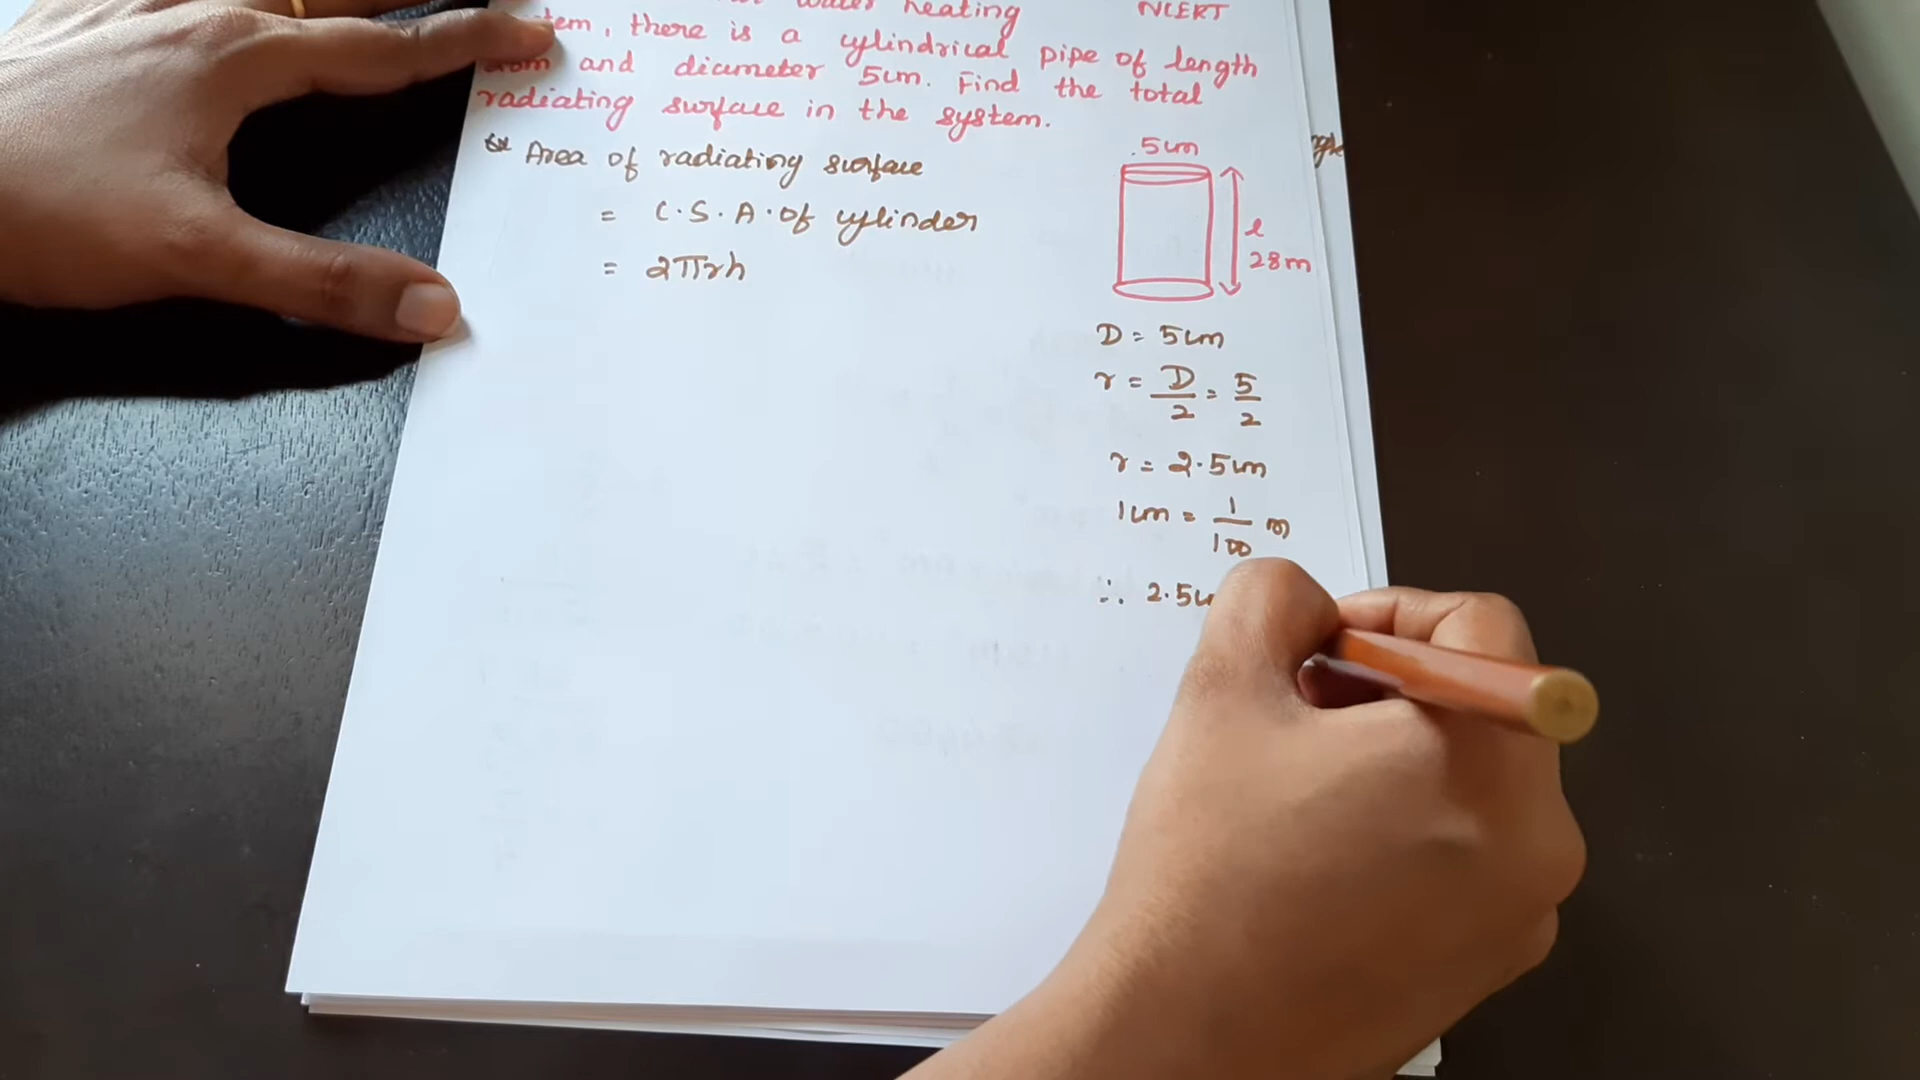 heating NCERT
there is a cylindrical pipe of length
and diameter 5cm. Find the total
radiating surface in the system.
Area of radiating surface
= C.S.A. of cylinder
= 2πrh
5cm
l
28m
D = 5cm
r = D/2 = 5/2
r = 2.5cm
1cm = 1/100 m
∴ 2.5